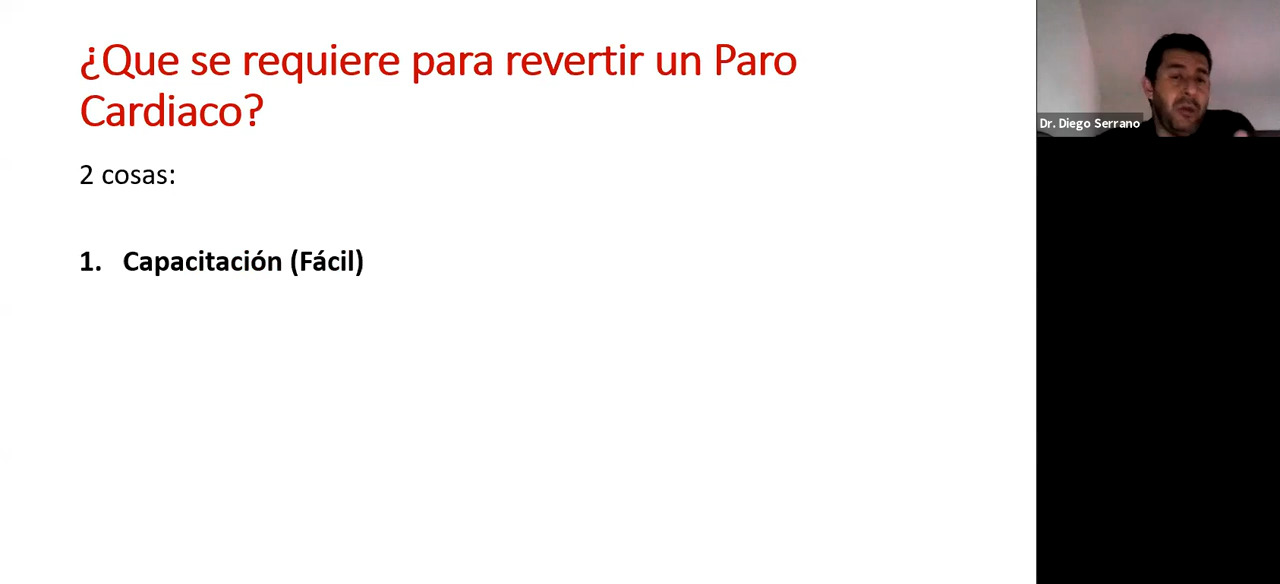 ¿Que se requiere para revertir un Paro
Cardiaco?
2 cosas:
1. Capacitación (Fácil)
Dr. Diego Serrano